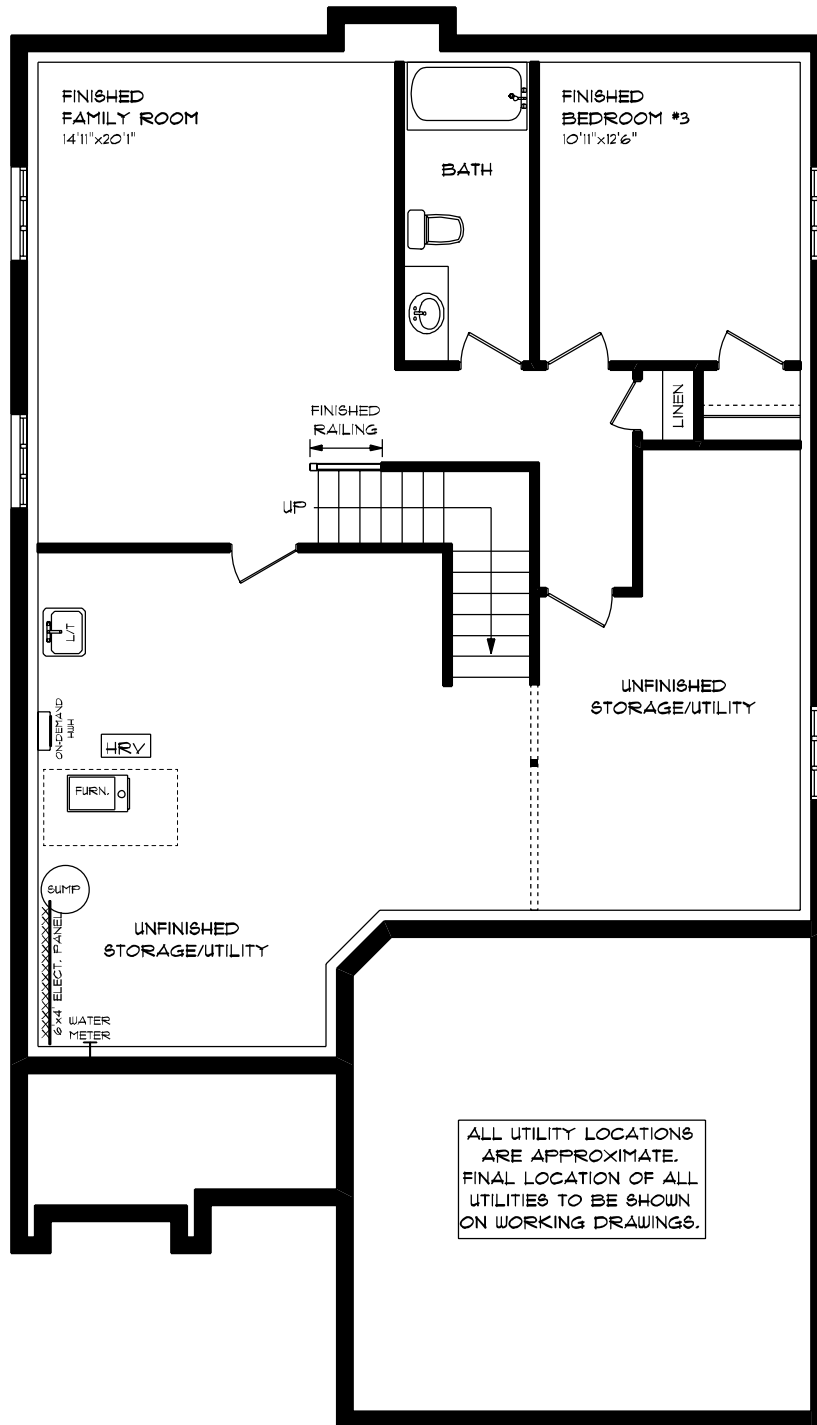 FINISHED
FAMILY ROOM
14'11"x20'1"
BATH
FINISHED
BEDROOM #3
10'11"x12'6"
LINEN
FINISHED
RAILING
UP
L/T
ON-DEMAND
HWH
HRV
FURN.
SUMP
6'x4' ELECT. PANEL
WATER
METER
UNFINISHED
STORAGE/UTILITY
UNFINISHED
STORAGE/UTILITY
ALL UTILITY LOCATIONS
ARE APPROXIMATE.
FINAL LOCATION OF ALL
UTILITIES TO BE SHOWN
ON WORKING DRAWINGS.